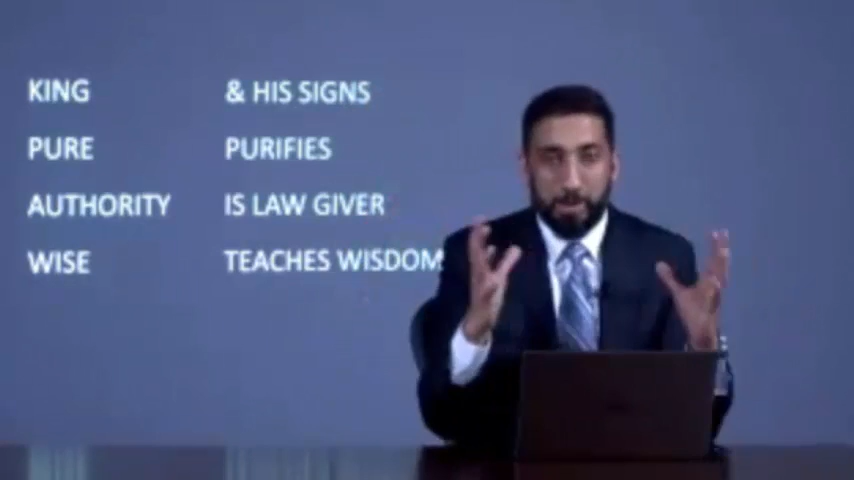 KING & HIS SIGNS
PURE PURIFIES
AUTHORITY IS LAW GIVER
WISE TEACHES WISDOM